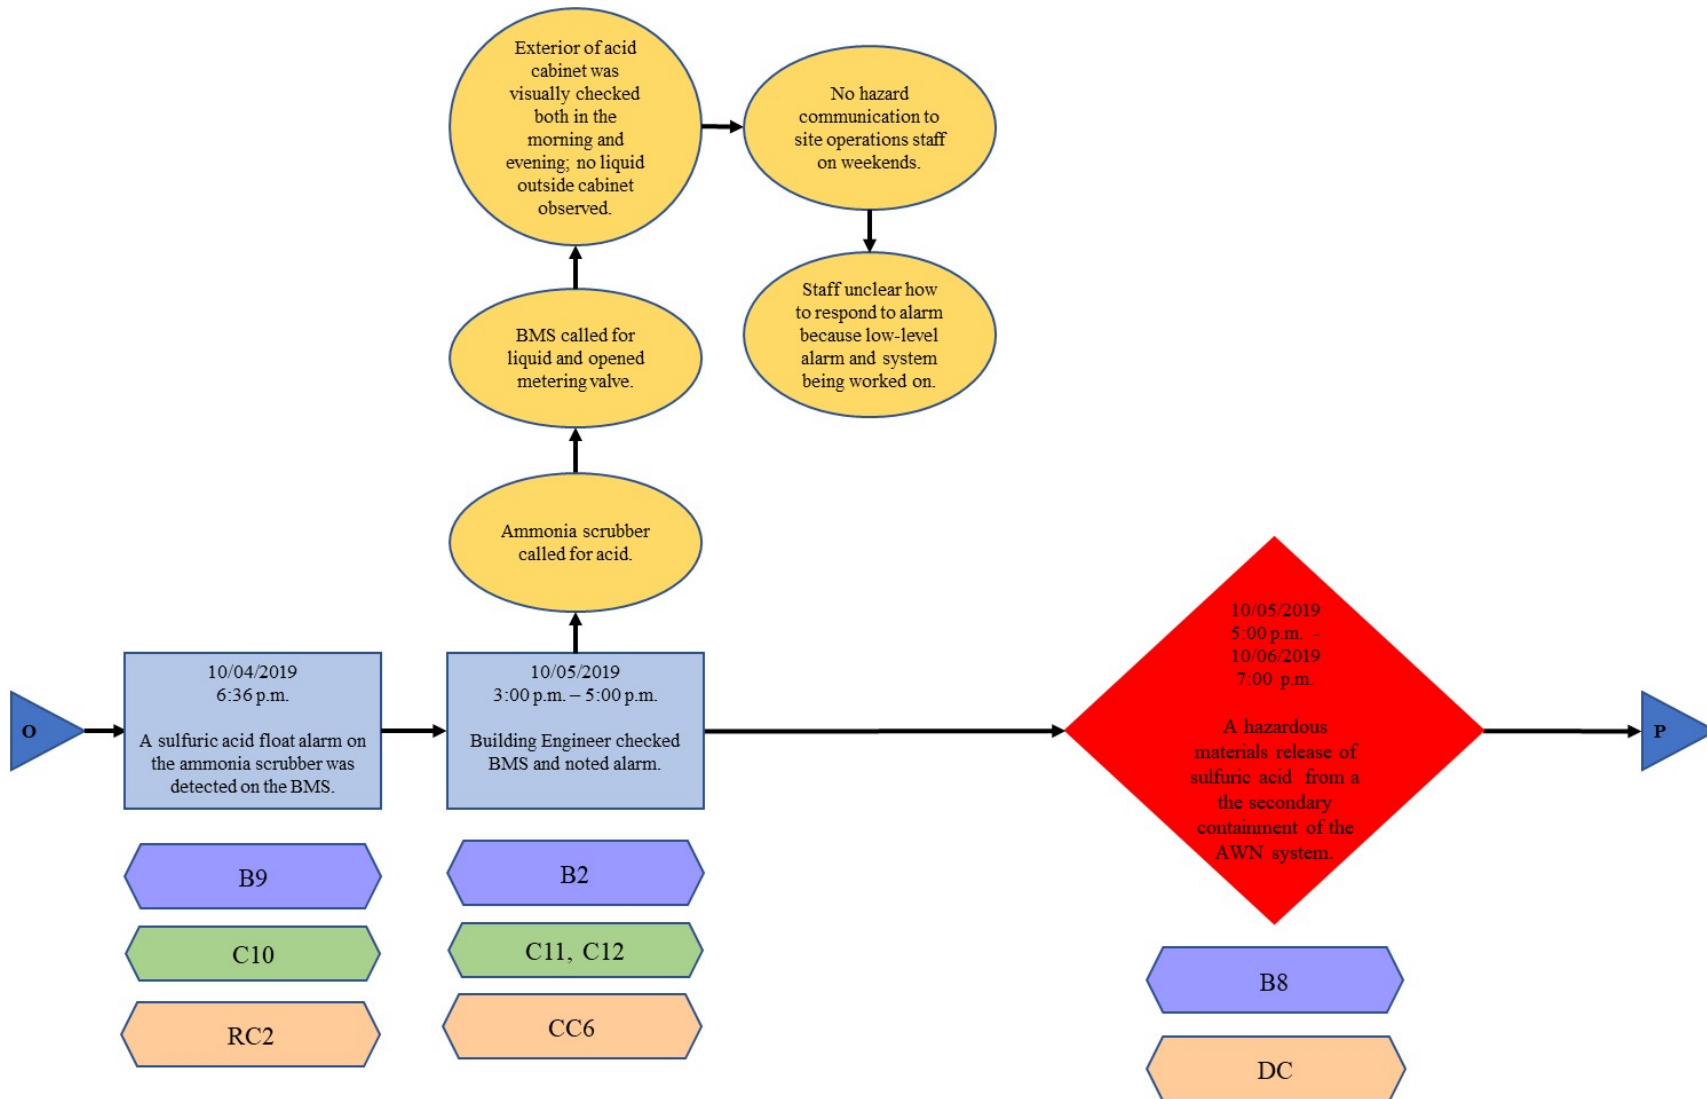 Exterior of acid
cabinet was
visually checked
both in the
morning and
evening; no liquid
outside cabinet
observed.
No hazard
communication to
site operations staff
on weekends.
BMS called for
liquid and opened
metering valve.
Staff unclear how
to respond to alarm
because low-level
alarm and system
being worked on.
Ammonia scrubber
called for acid.
O
10/04/2019
6:36 p.m.
A sulfuric acid float alarm on
the ammonia scrubber was
detected on the BMS.
10/05/2019
3:00 p.m. – 5:00 p.m.
Building Engineer checked
BMS and noted alarm.
10/05/2019
5:00 p.m. -
10/06/2019
7:00 p.m.
A hazardous
materials release of
sulfuric acid from a
the secondary
containment of the
AWN system.
P
B9
C10
RC2
B2
C11, C12
CC6
B8
DC